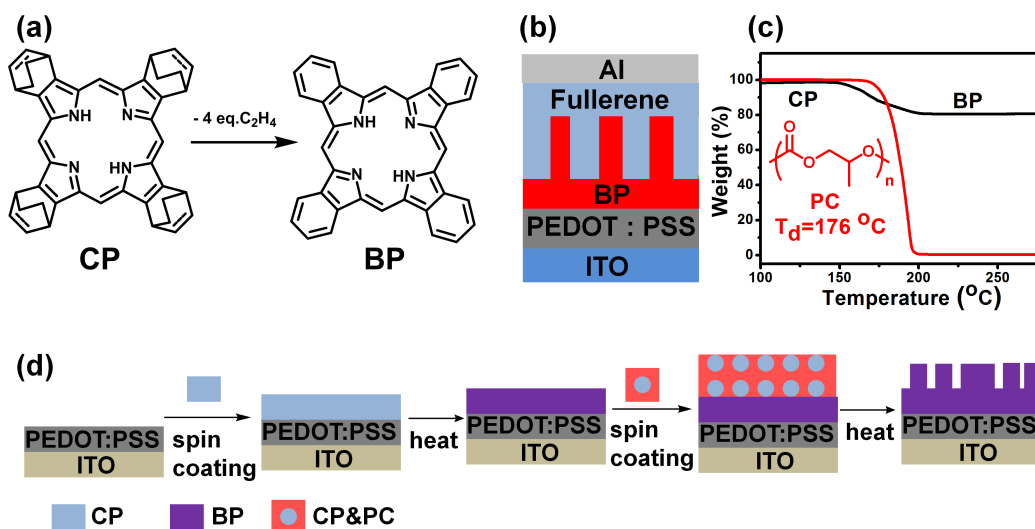 (a)
NH
N
N
HN
CP
- 4 eq.C₂H₄
NH
N
N
HN
BP
(b)
Al
Fullerene
BP
PEDOT : PSS
ITO
(c)
Weight (%)
100
80
60
40
20
0
CP
BP
O
O
O
n
PC
Td=176 ºC
100
150
200
250
Temperature (ºC)
(d)
PEDOT:PSS
ITO
spin
coating
PEDOT:PSS
ITO
heat
PEDOT:PSS
ITO
spin
coating
PEDOT:PSS
ITO
heat
PEDOT:PSS
ITO
CP
BP
CP&PC